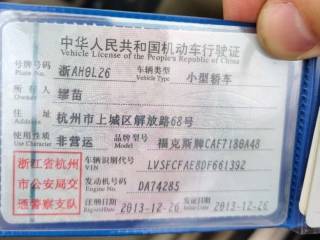 中华人民共和国机动车行驶证
Vehicle License of the People's Republic of China
号牌号码 浙AH8L26 车辆类型 小型轿车
Plate No. Vehicle Type
所有人 缪苗
Owner
住址 杭州市上城区解放路68号
Address
使用性质 非营运 品牌型号 福克斯牌CAF7180A48
Use Character Model
浙江省杭州
市公安局交
通警察支队
车辆识别代号 LVSFCFAE8DF661392
VIN
发动机号码 DA74285
Engine No.
注册日期 2013-12-26 发证日期 2013-12-26
Register Date Issue Date